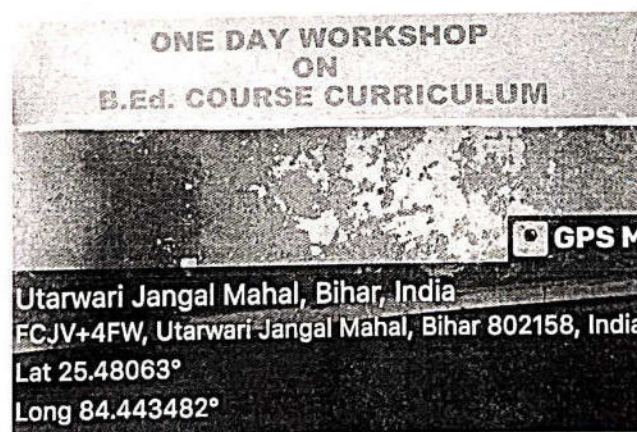 ONE DAY WORKSHOP
ON
B.Ed. COURSE CURRICULUM
GPS M
Utarwari Jangal Mahal, Bihar, India
FCJV+4FW, Utarwari Jangal Mahal, Bihar 802158, India
Lat 25.48063°
Long 84.443482°